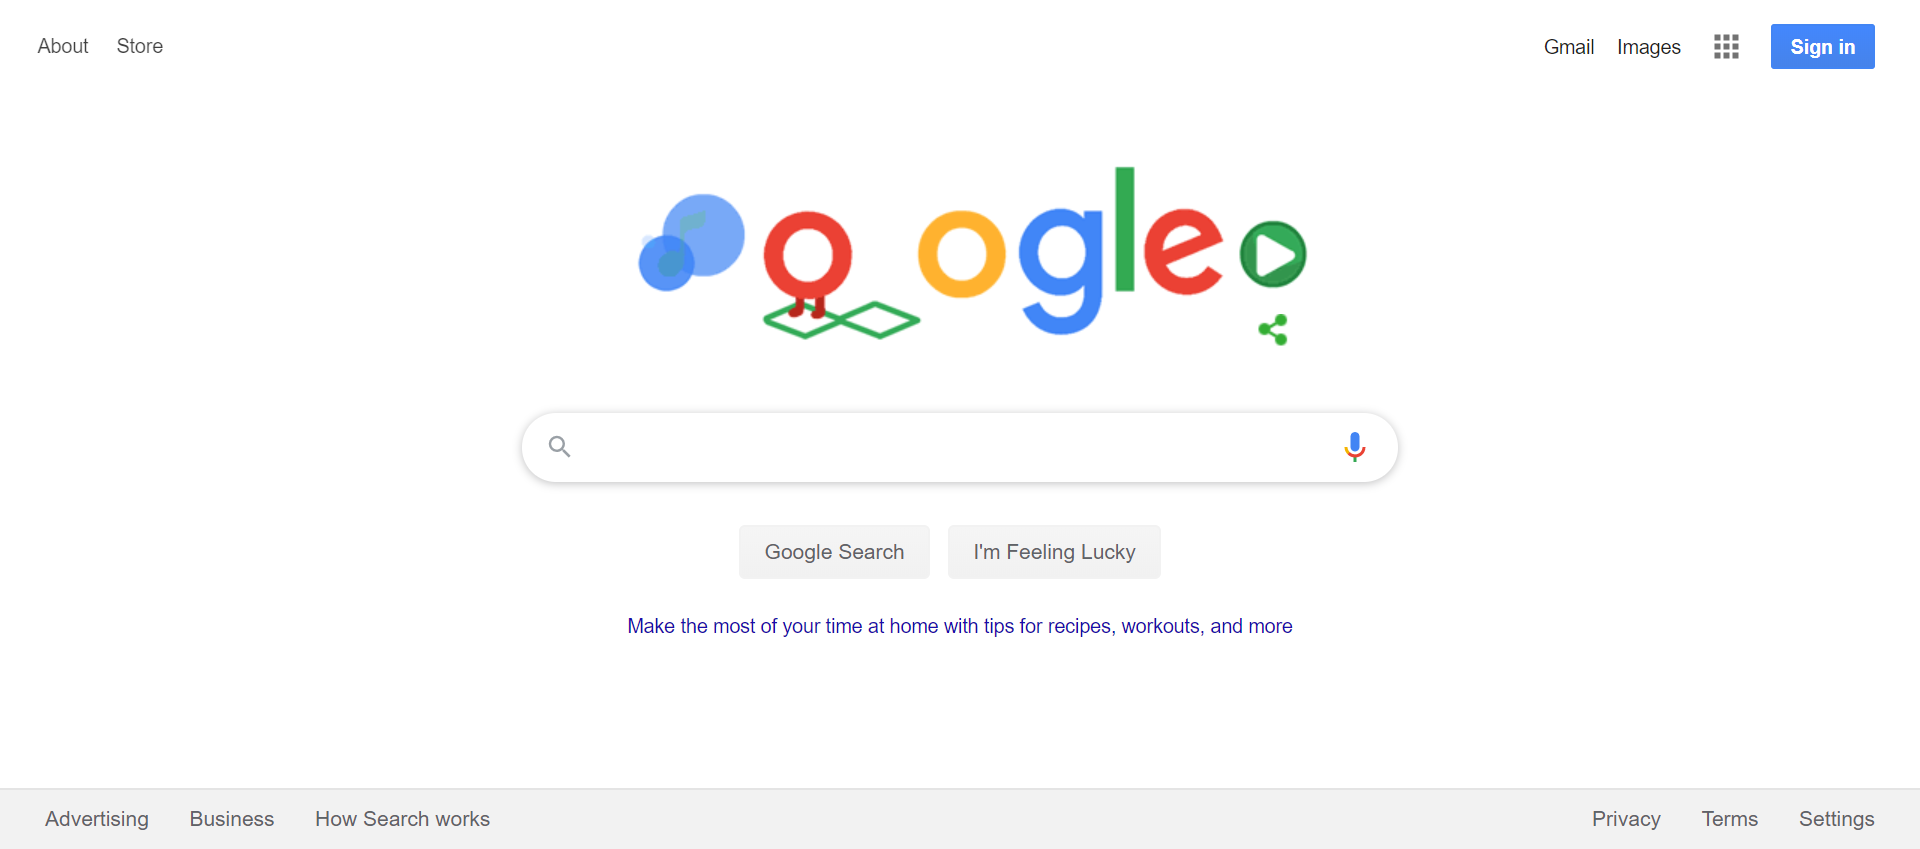 About Store
Gmail Images Sign in
oogle
Google Search I'm Feeling Lucky
Make the most of your time at home with tips for recipes, workouts, and more
Advertising Business How Search works
Privacy Terms Settings